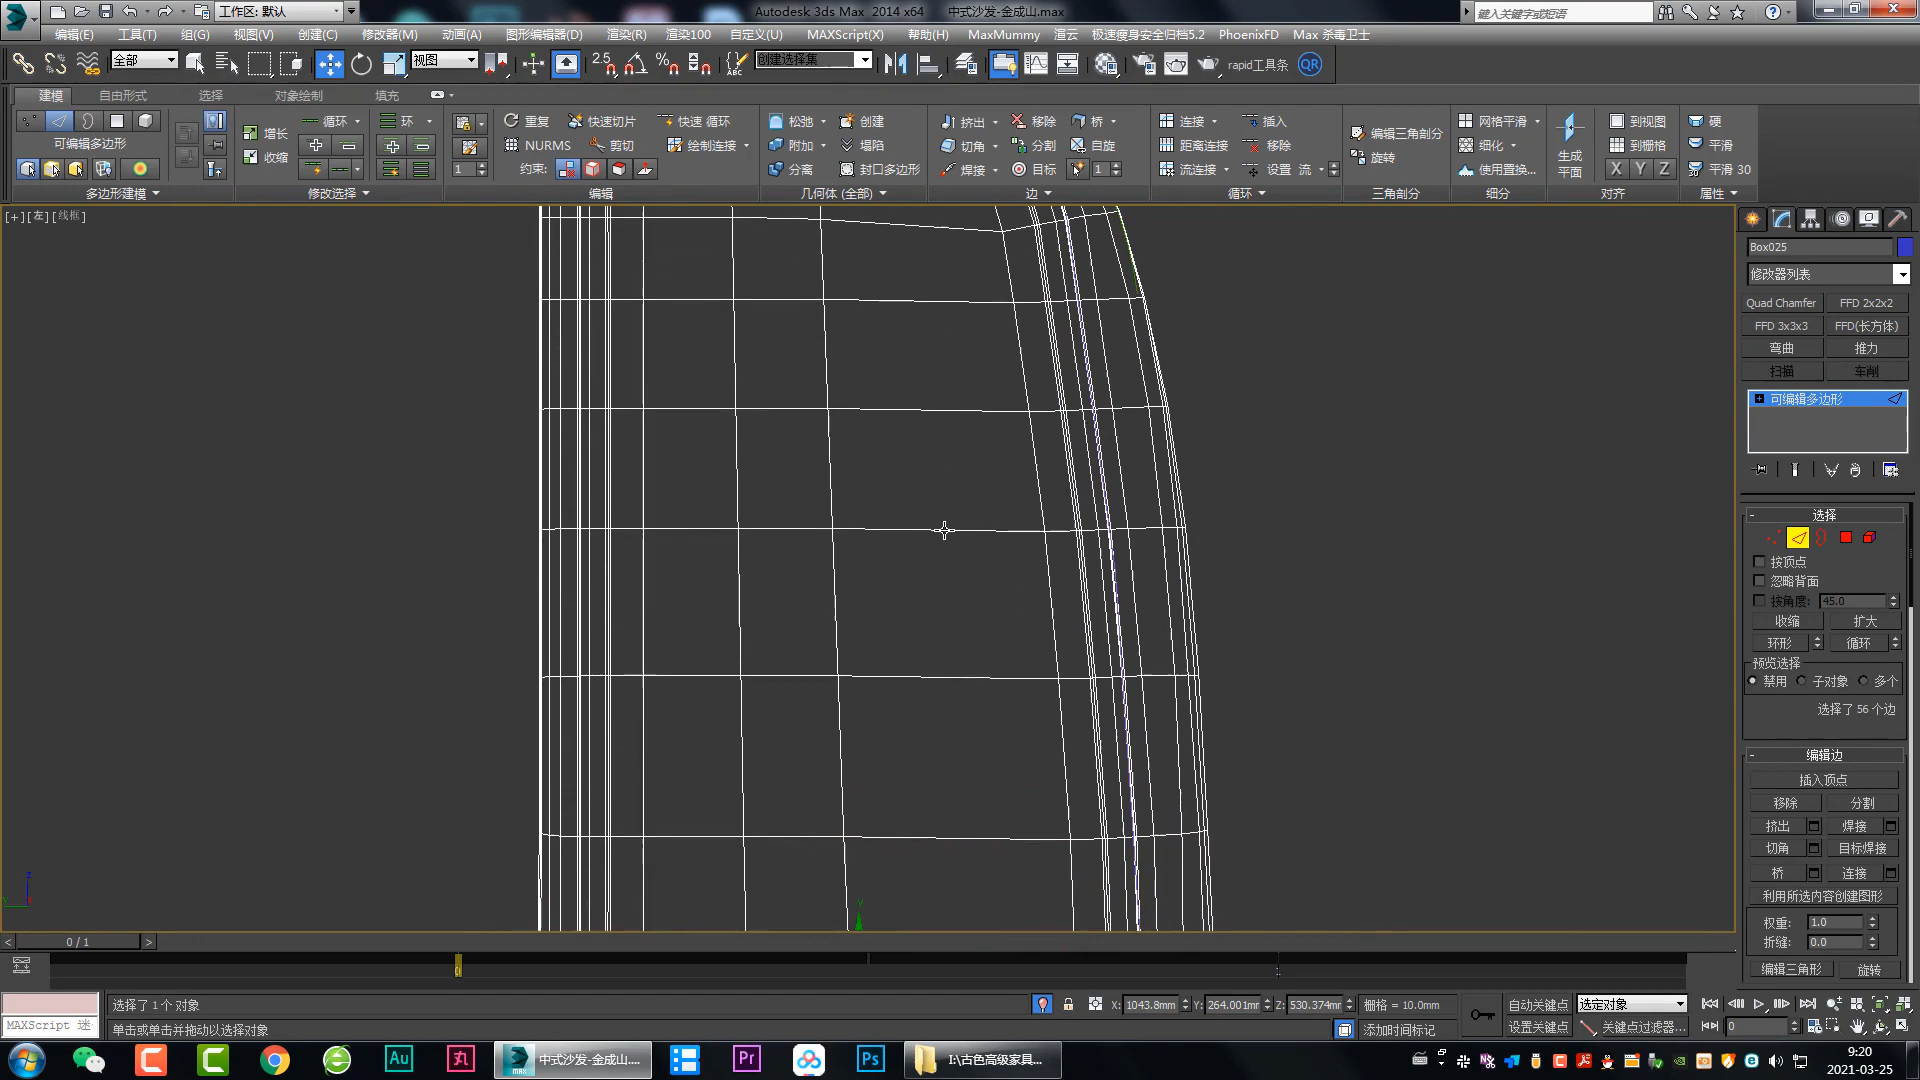 工作区: 默认
Autodesk 3ds Max  2014 x64      中式沙发-金成山.max
键入关键字或短语
编辑(E) 工具(T) 组(G) 视图(V) 创建(C) 修改器(M) 动画(A) 图形编辑器(D) 渲染(R) 渲染100 自定义(U) MAXScript(X) 帮助(H) MaxMummy 渲云 极速瘦身安全归档5.2 PhoenixFD Max 杀毒卫士
全部 视图 2.5 % ABC 创建选择集 rapid工具条 QR
建模 自由形式 选择 对象绘制 填充
循环 环 重复 快速切片 快速 循环 松弛 创建 挤出 移除 桥 连接 插入 编辑三角剖分 网格平滑 到视图 硬
可编辑多边形 增长 NURMS 剪切 绘制连接 附加 塌陷 切角 分割 自旋 距离连接 移除 旋转 细化 生成平面 到栅格 平滑
收缩 1 约束: 分离 封口多边形 焊接 目标 1 流连接 设置 流 使用置换... X Y Z 平滑 30
多边形建模 修改选择 编辑 几何体 (全部) 边 循环 三角剖分 细分 对齐 属性
[+][左][线框]
Box025
修改器列表
Quad Chamfer FFD 2x2x2
FFD 3x3x3 FFD(长方体)
弯曲 推力
扫描 车削
可编辑多边形
选择
按顶点
忽略背面
按角度: 45.0
收缩 扩大
环形 循环
预览选择
禁用 子对象 多个
选择了 56 个边
编辑边
插入顶点
移除 分割
挤出 焊接
切角 目标焊接
桥 连接
利用所选内容创建图形
权重: 1.0
折缝: 0.0
编辑三角形 旋转
z
y
< 0 / 1 >
0
1
选择了 1 个 对象
X: 1043.8mm Y: 264.001mm Z: 530.374mm 栅格 = 10.0mm
自动关键点 选定对象
MAXScript 迷
单击或单击并拖动以选择对象
添加时间标记
设置关键点 关键点过滤器... 0
Au 丸 MAX 中式沙发-金成山.... Pr Ps I:\古色高级家具...
9:20
2021-03-25